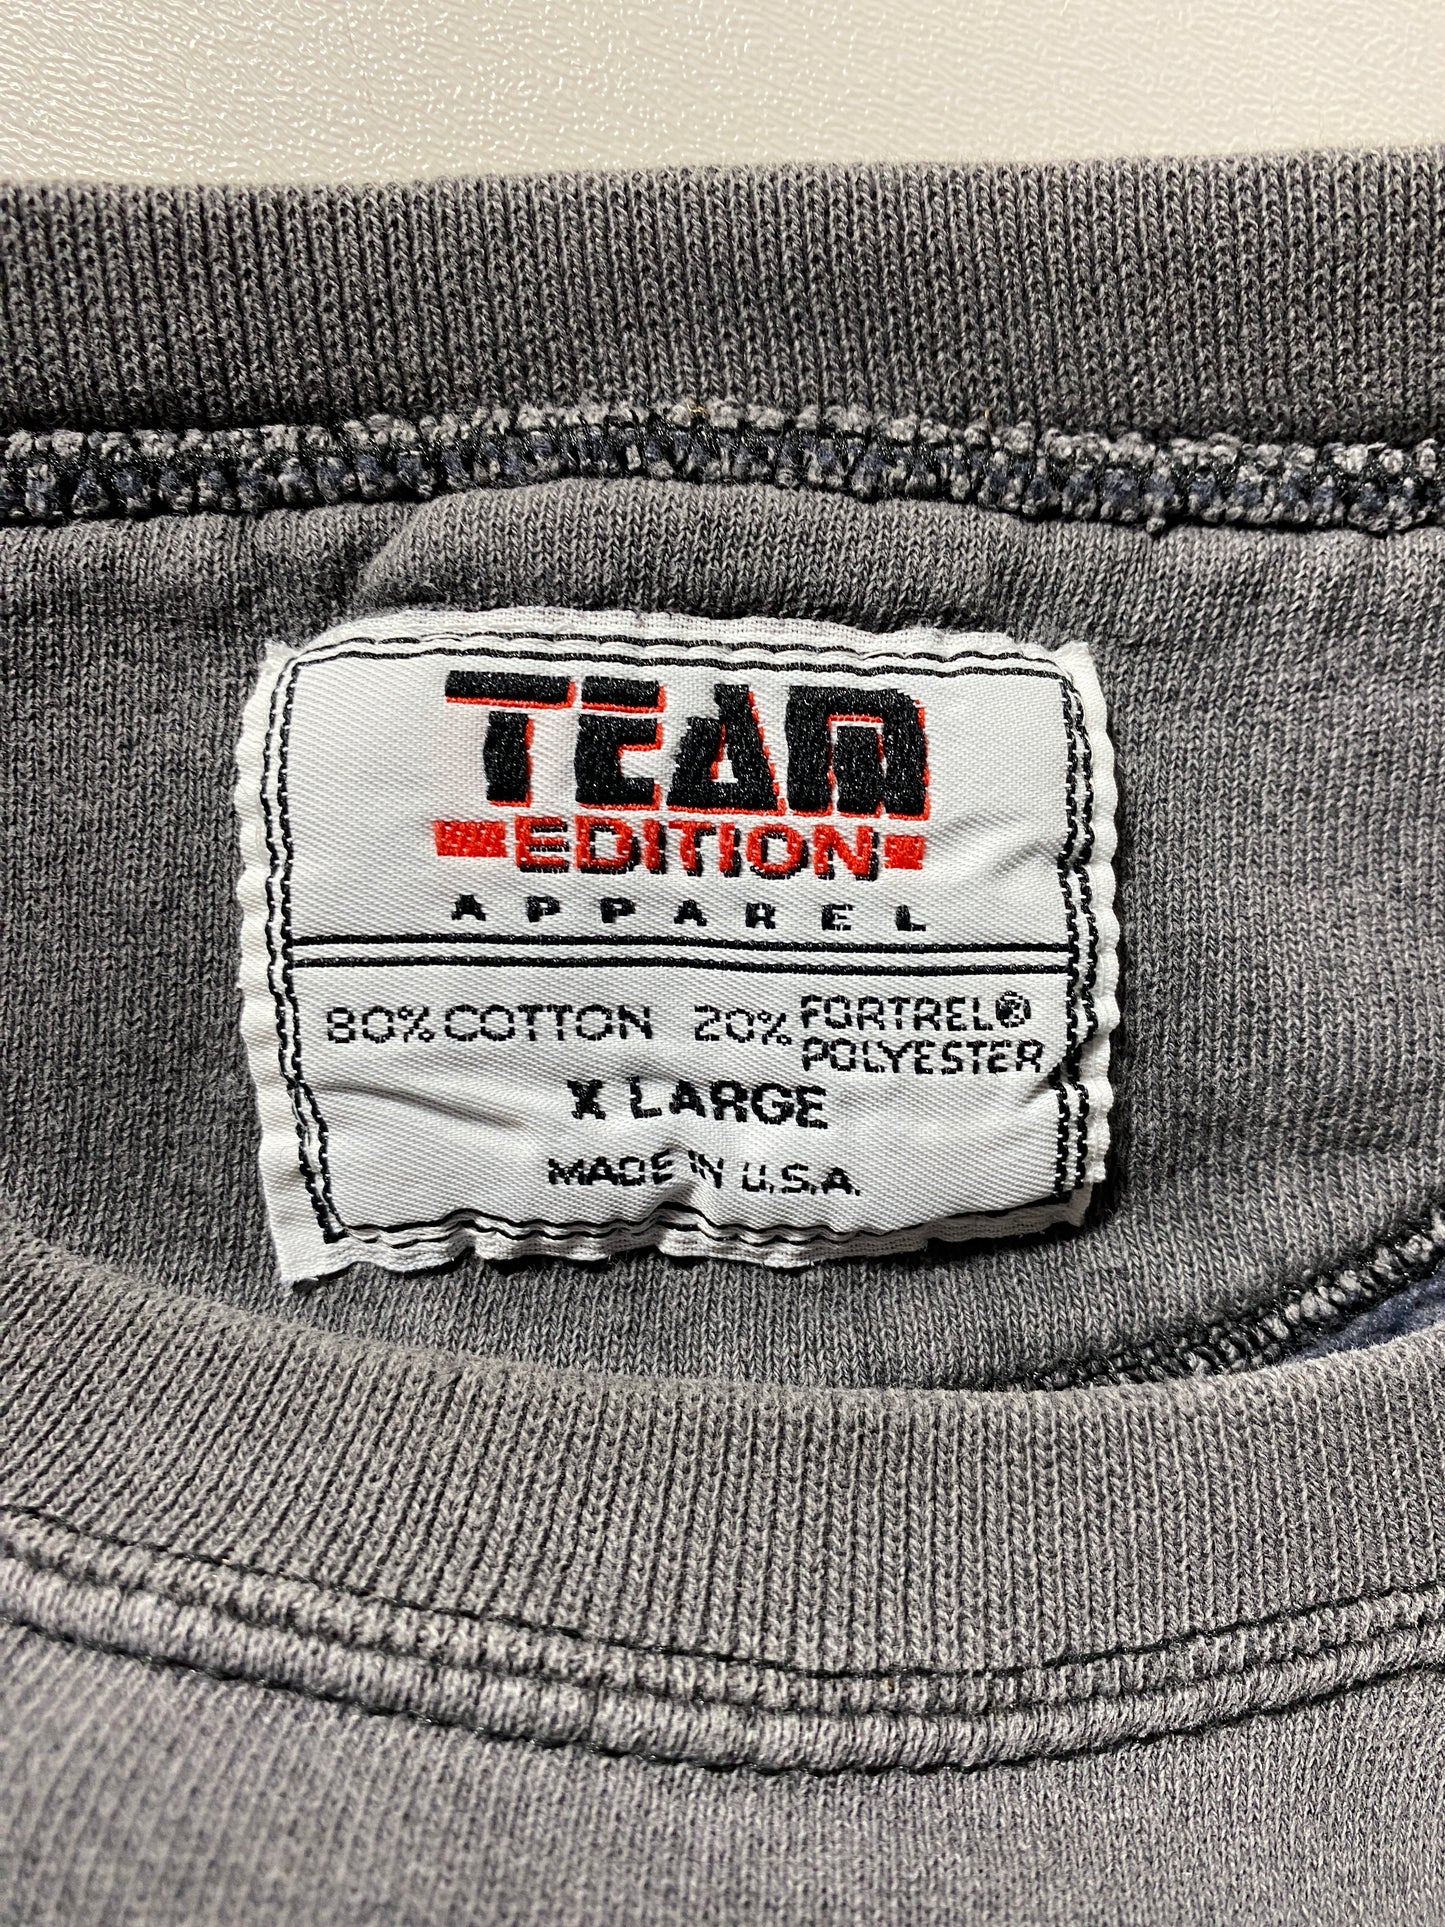 TEAM
EDITION
APPAREL
80% COTTON 20% FORTREL®
POLYESTER
X LARGE
MADE IN U.S.A.